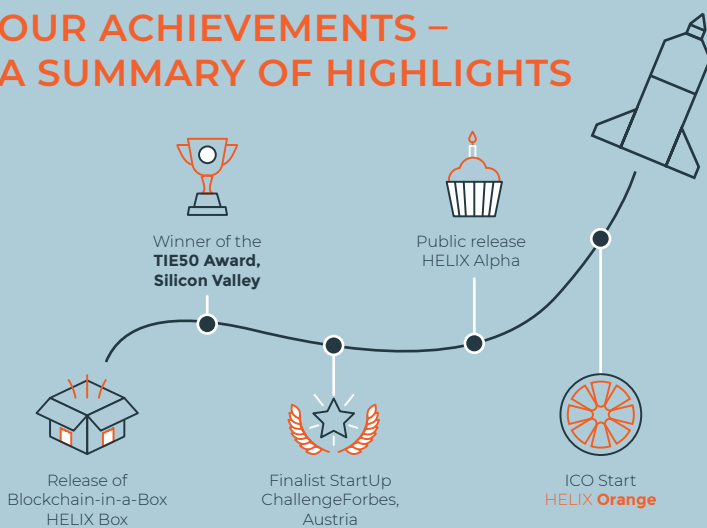 OUR ACHIEVEMENTS –
A SUMMARY OF HIGHLIGHTS
Winner of the
TIE50 Award,
Silicon Valley
Public release
HELIX Alpha
Release of
Blockchain-in-a-Box
HELIX Box
Finalist StartUp
ChallengeForbes,
Austria
ICO Start
HELIX Orange